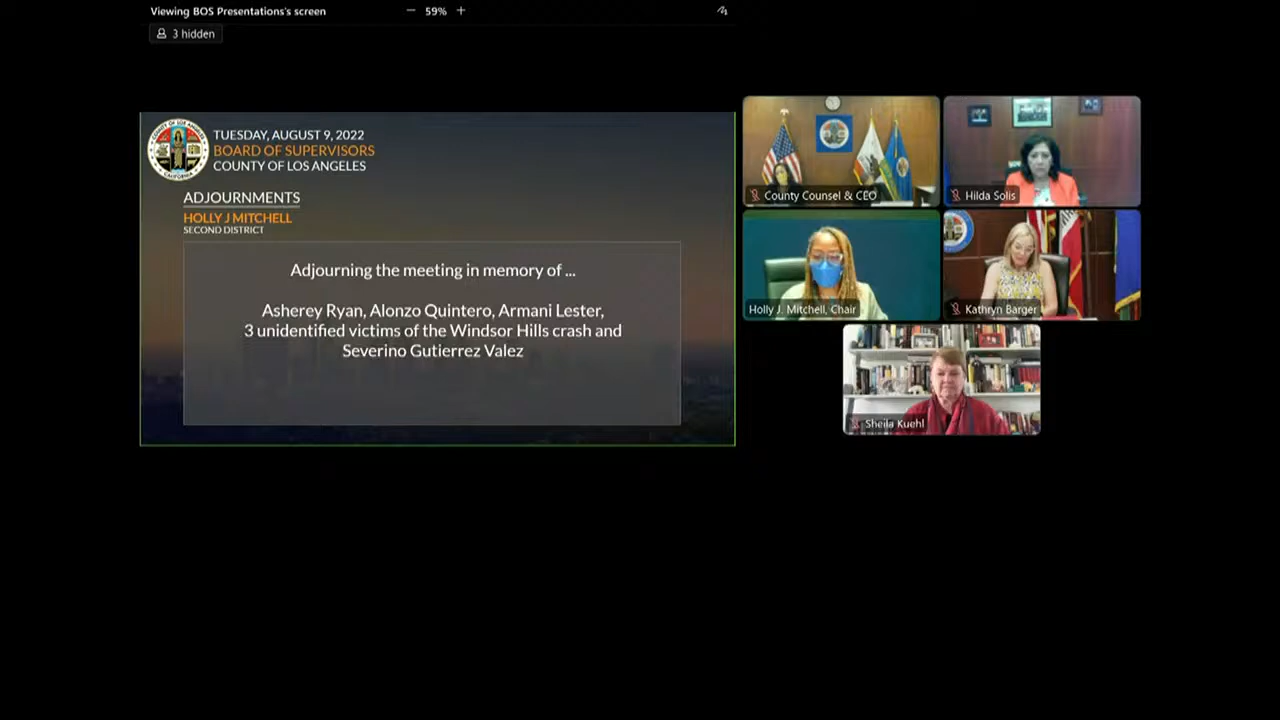 Viewing BOS Presentations's screen
59%
3 hidden
TUESDAY, AUGUST 9, 2022
BOARD OF SUPERVISORS
COUNTY OF LOS ANGELES
ADJOURNMENTS
HOLLY J MITCHELL
SECOND DISTRICT
Adjourning the meeting in memory of ...
Asherey Ryan, Alonzo Quintero, Armani Lester,
3 unidentified victims of the Windsor Hills crash and
Severino Gutierrez Valez
County Counsel & CEO
Hilda Solis
Holly J. Mitchell, Chair
Kathryn Barger
Sheila Kuehl